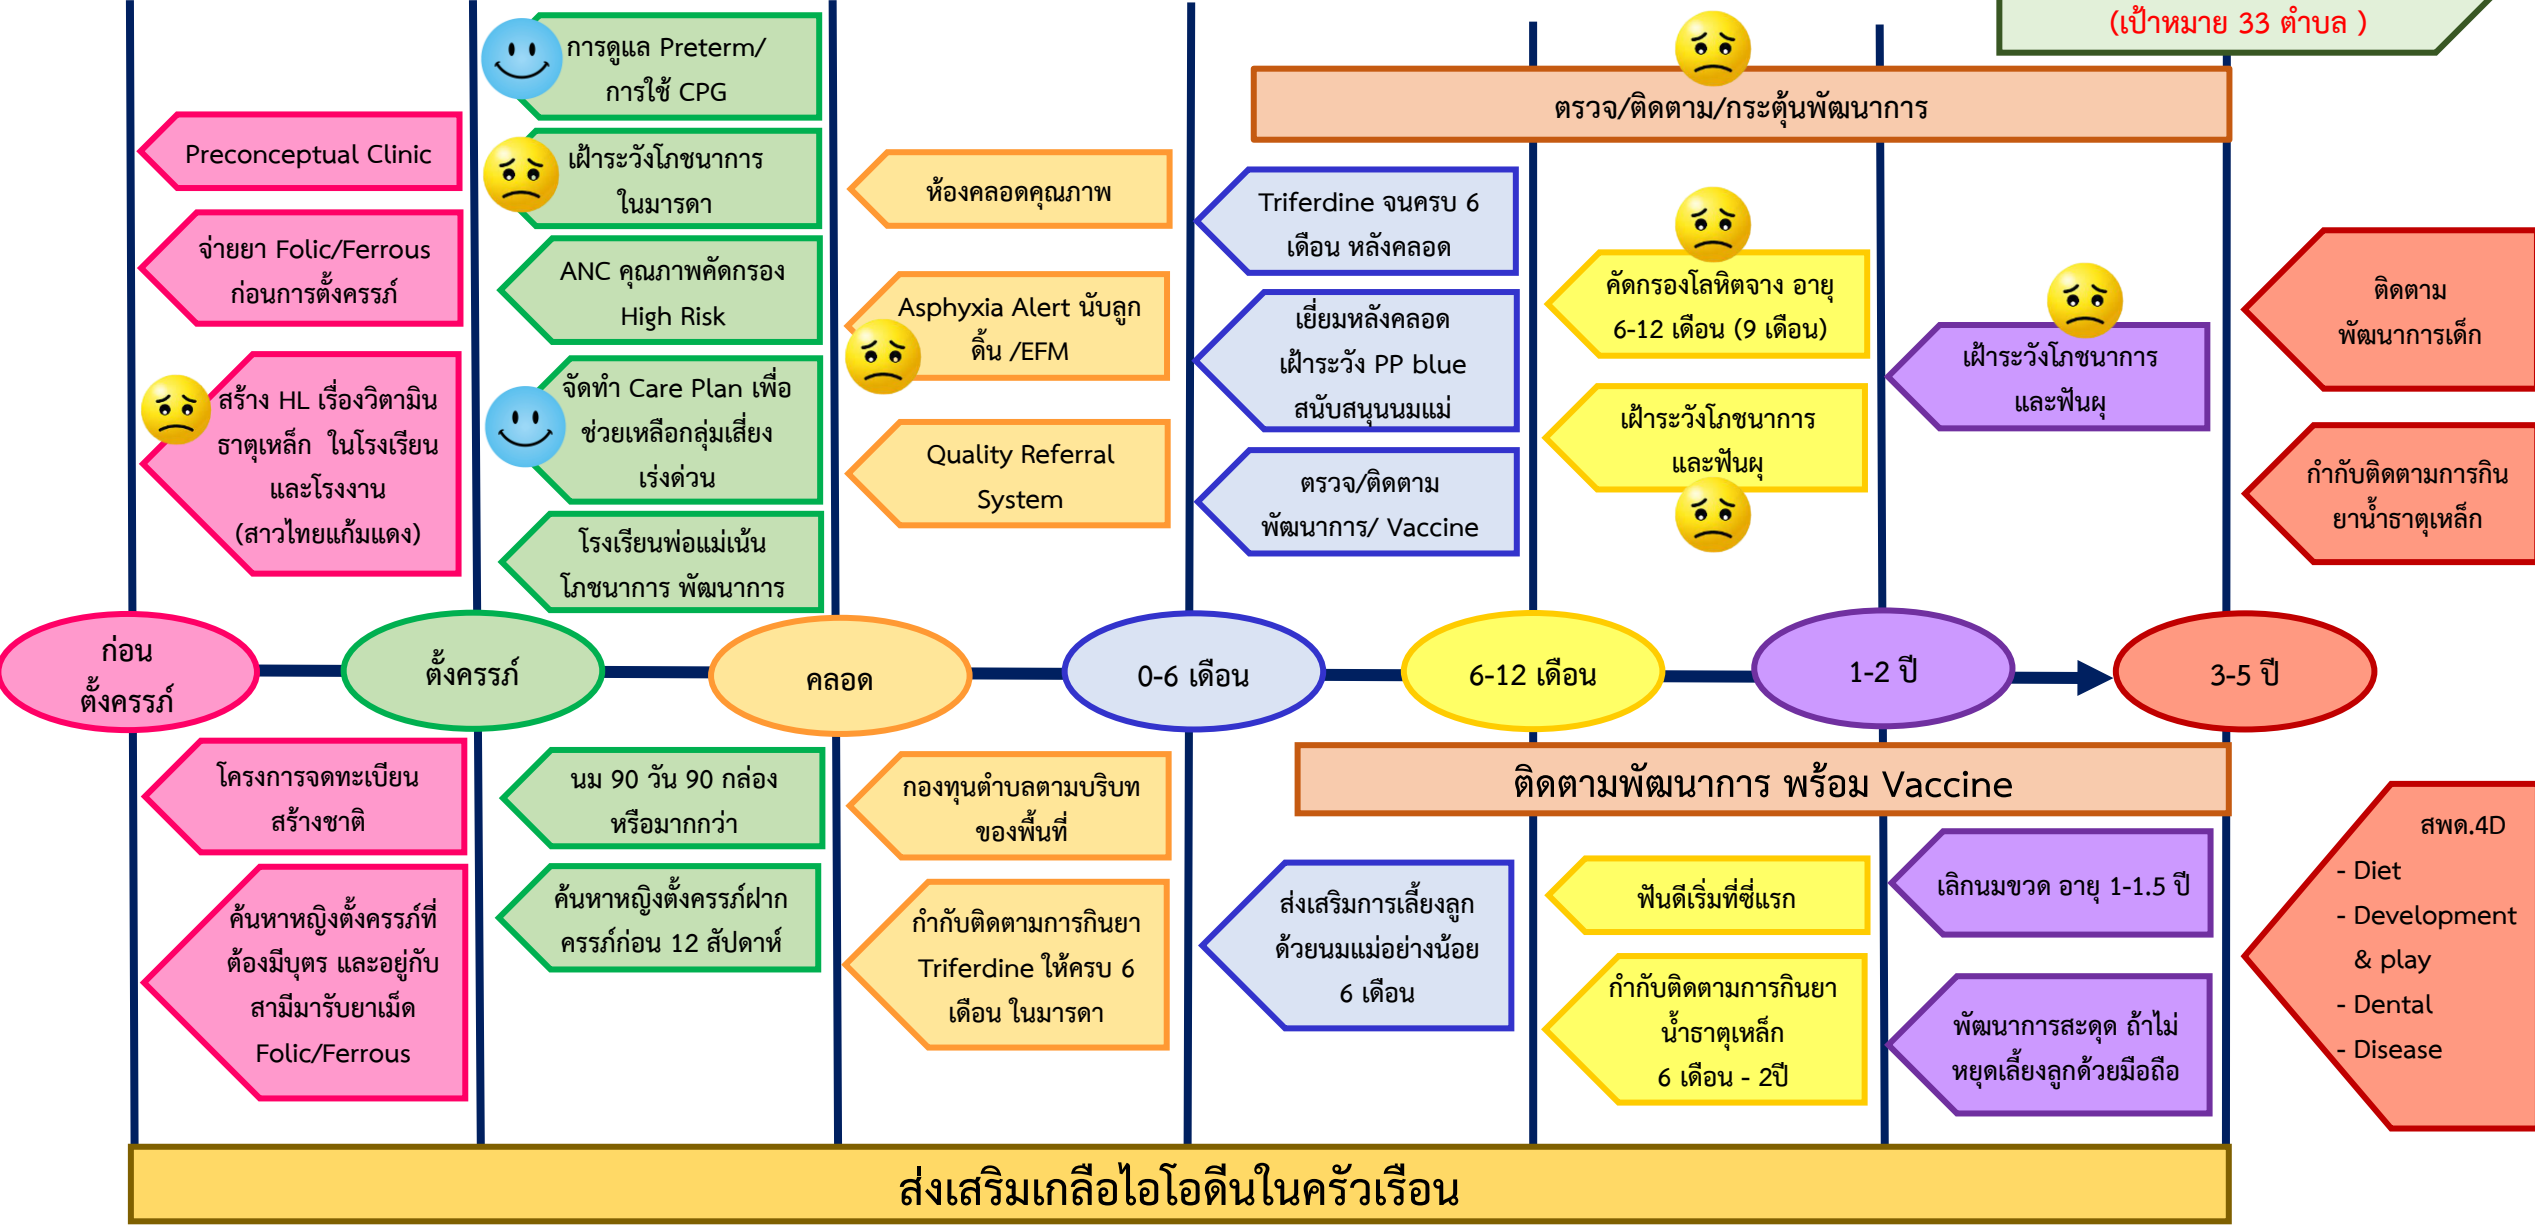 (เป้าหมาย 33 ตำบล )
ตรวจ/ติดตาม/กระตุ้นพัฒนาการ
Preconceptual Clinic
จ่ายยา Folic/Ferrous
ก่อนการตั้งครรภ์
สร้าง HL เรื่องวิตามิน
ธาตุเหล็ก ในโรงเรียน
และโรงงาน
(สาวไทยแก้มแดง)
การดูแล Preterm/
การใช้ CPG
เฝ้าระวังโภชนาการ
ในมารดา
ANC คุณภาพคัดกรอง
High Risk
จัดทำ Care Plan เพื่อ
ช่วยเหลือกลุ่มเสี่ยง
เร่งด่วน
โรงเรียนพ่อแม่เน้น
โภชนาการ พัฒนาการ
ห้องคลอดคุณภาพ
Asphyxia Alert นับลูก
ดิ้น /EFM
Quality Referral
System
Triferdine จนครบ 6
เดือน หลังคลอด
เยี่ยมหลังคลอด
เฝ้าระวัง PP blue
สนับสนุนนมแม่
ตรวจ/ติดตาม
พัฒนาการ/ Vaccine
คัดกรองโลหิตจาง อายุ
6-12 เดือน (9 เดือน)
เฝ้าระวังโภชนาการ
และฟันผุ
เฝ้าระวังโภชนาการ
และฟันผุ
ติดตาม
พัฒนาการเด็ก
กำกับติดตามการกิน
ยาน้ำธาตุเหล็ก
ก่อน
ตั้งครรภ์
ตั้งครรภ์
คลอด
0-6 เดือน
6-12 เดือน
1-2 ปี
3-5 ปี
โครงการจดทะเบียน
สร้างชาติ
ค้นหาหญิงตั้งครรภ์ที่
ต้องมีบุตร และอยู่กับ
สามีมารับยาเม็ด
Folic/Ferrous
นม 90 วัน 90 กล่อง
หรือมากกว่า
ค้นหาหญิงตั้งครรภ์ฝาก
ครรภ์ก่อน 12 สัปดาห์
กองทุนตำบลตามบริบท
ของพื้นที่
กำกับติดตามการกินยา
Triferdine ให้ครบ 6
เดือน ในมารดา
ติดตามพัฒนาการ พร้อม Vaccine
ส่งเสริมการเลี้ยงลูก
ด้วยนมแม่อย่างน้อย
6 เดือน
ฟันดีเริ่มที่ซี่แรก
กำกับติดตามการกินยา
น้ำธาตุเหล็ก
6 เดือน - 2ปี
เลิกนมขวด อายุ 1-1.5 ปี
พัฒนาการสะดุด ถ้าไม่
หยุดเลี้ยงลูกด้วยมือถือ
สพด.4D
- Diet
- Development
& play
- Dental
- Disease
ส่งเสริมเกลือไอโอดีนในครัวเรือน